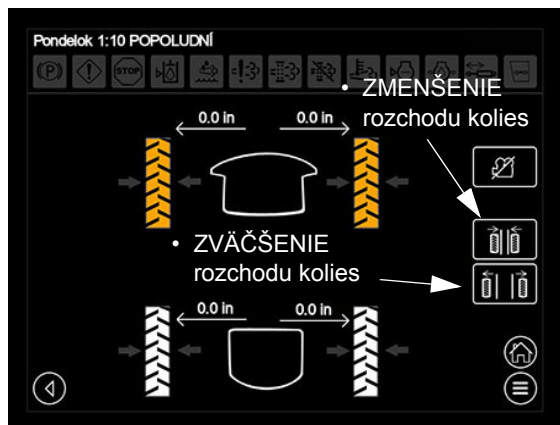 Pondelok 1:10 POPOLUDNÍ
(P)
STOP
• ZMENŠENIE
rozchodu kolies
0.0 in 0.0 in
• ZVÄČŠENIE
rozchodu kolies
0.0 in 0.0 in